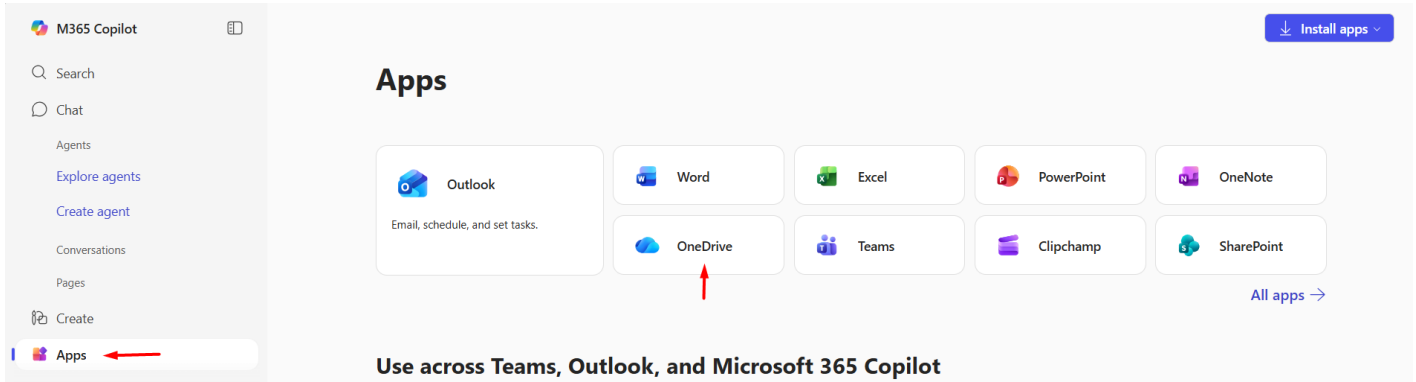 M365 Copilot
Search
Chat
Agents
Explore agents
Create agent
Conversations
Pages
Create
Apps
Install apps
Apps
Outlook
Email, schedule, and set tasks.
Word
Excel
PowerPoint
OneNote
OneDrive
Teams
Clipchamp
SharePoint
All apps
Use across Teams, Outlook, and Microsoft 365 Copilot